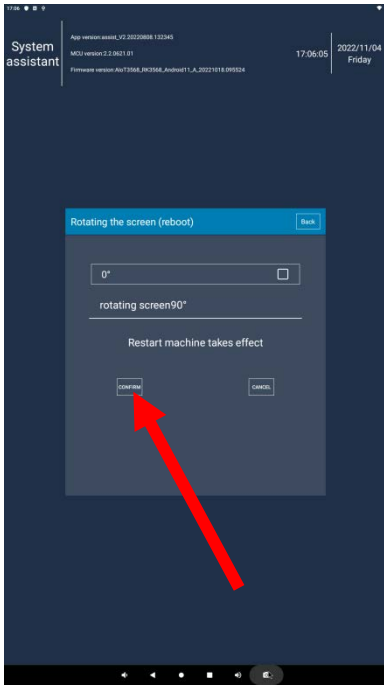 17:06
System
assistant
App version:assist_V2.20220808.132345
MCU version:2.2.0621.01
Firmware version:AIoT3568_RK3568_Android11_A_20221018.095524
17:06:05
2022/11/04
Friday
Rotating the screen (reboot)
Back
0°
rotating screen90°
Restart machine takes effect
CONFIRM
CANCEL